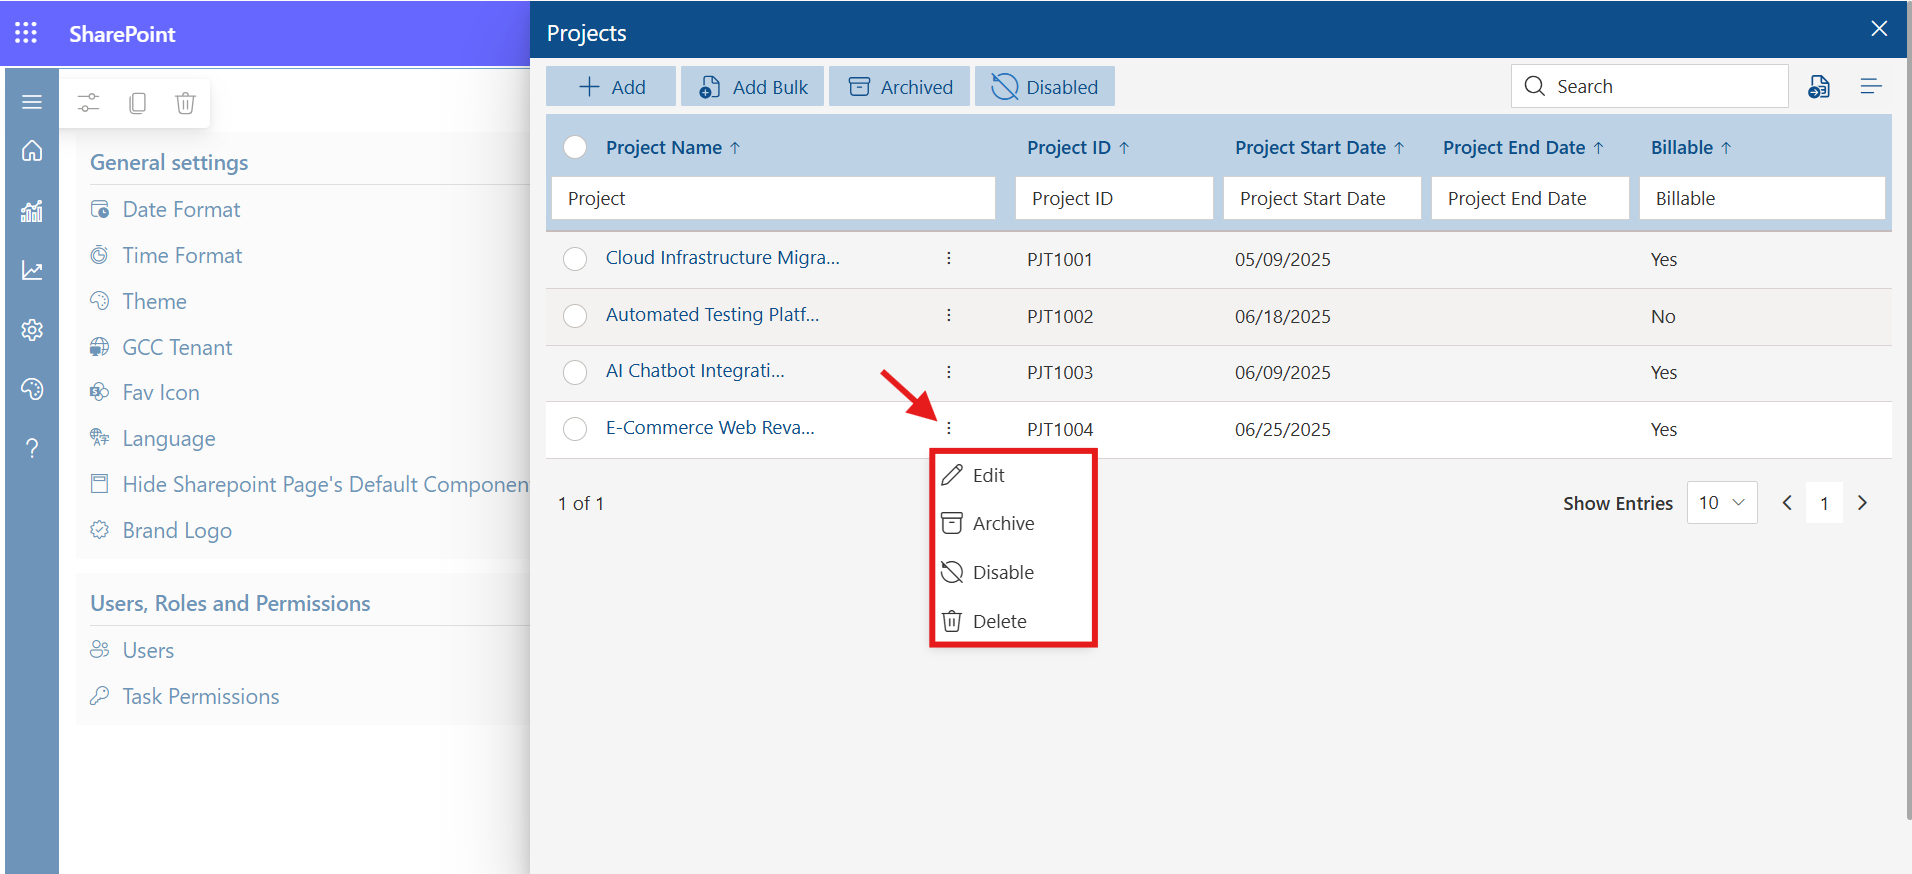 SharePoint
General settings
Date Format
Time Format
Theme
GCC Tenant
Fav Icon
Language
Hide Sharepoint Page's Default Componen
Brand Logo
Users, Roles and Permissions
Users
Task Permissions
Projects
Add Add Bulk Archived Disabled Search
Project Name ↑ Project ID ↑ Project Start Date ↑ Project End Date ↑ Billable ↑
Project Project ID Project Start Date Project End Date Billable
Cloud Infrastructure Migra... PJT1001 05/09/2025 Yes
Automated Testing Platf... PJT1002 06/18/2025 No
AI Chatbot Integrati... PJT1003 06/09/2025 Yes
E-Commerce Web Reva... PJT1004 06/25/2025 Yes
Edit
Archive
Disable
Delete
1 of 1 Show Entries 10 1